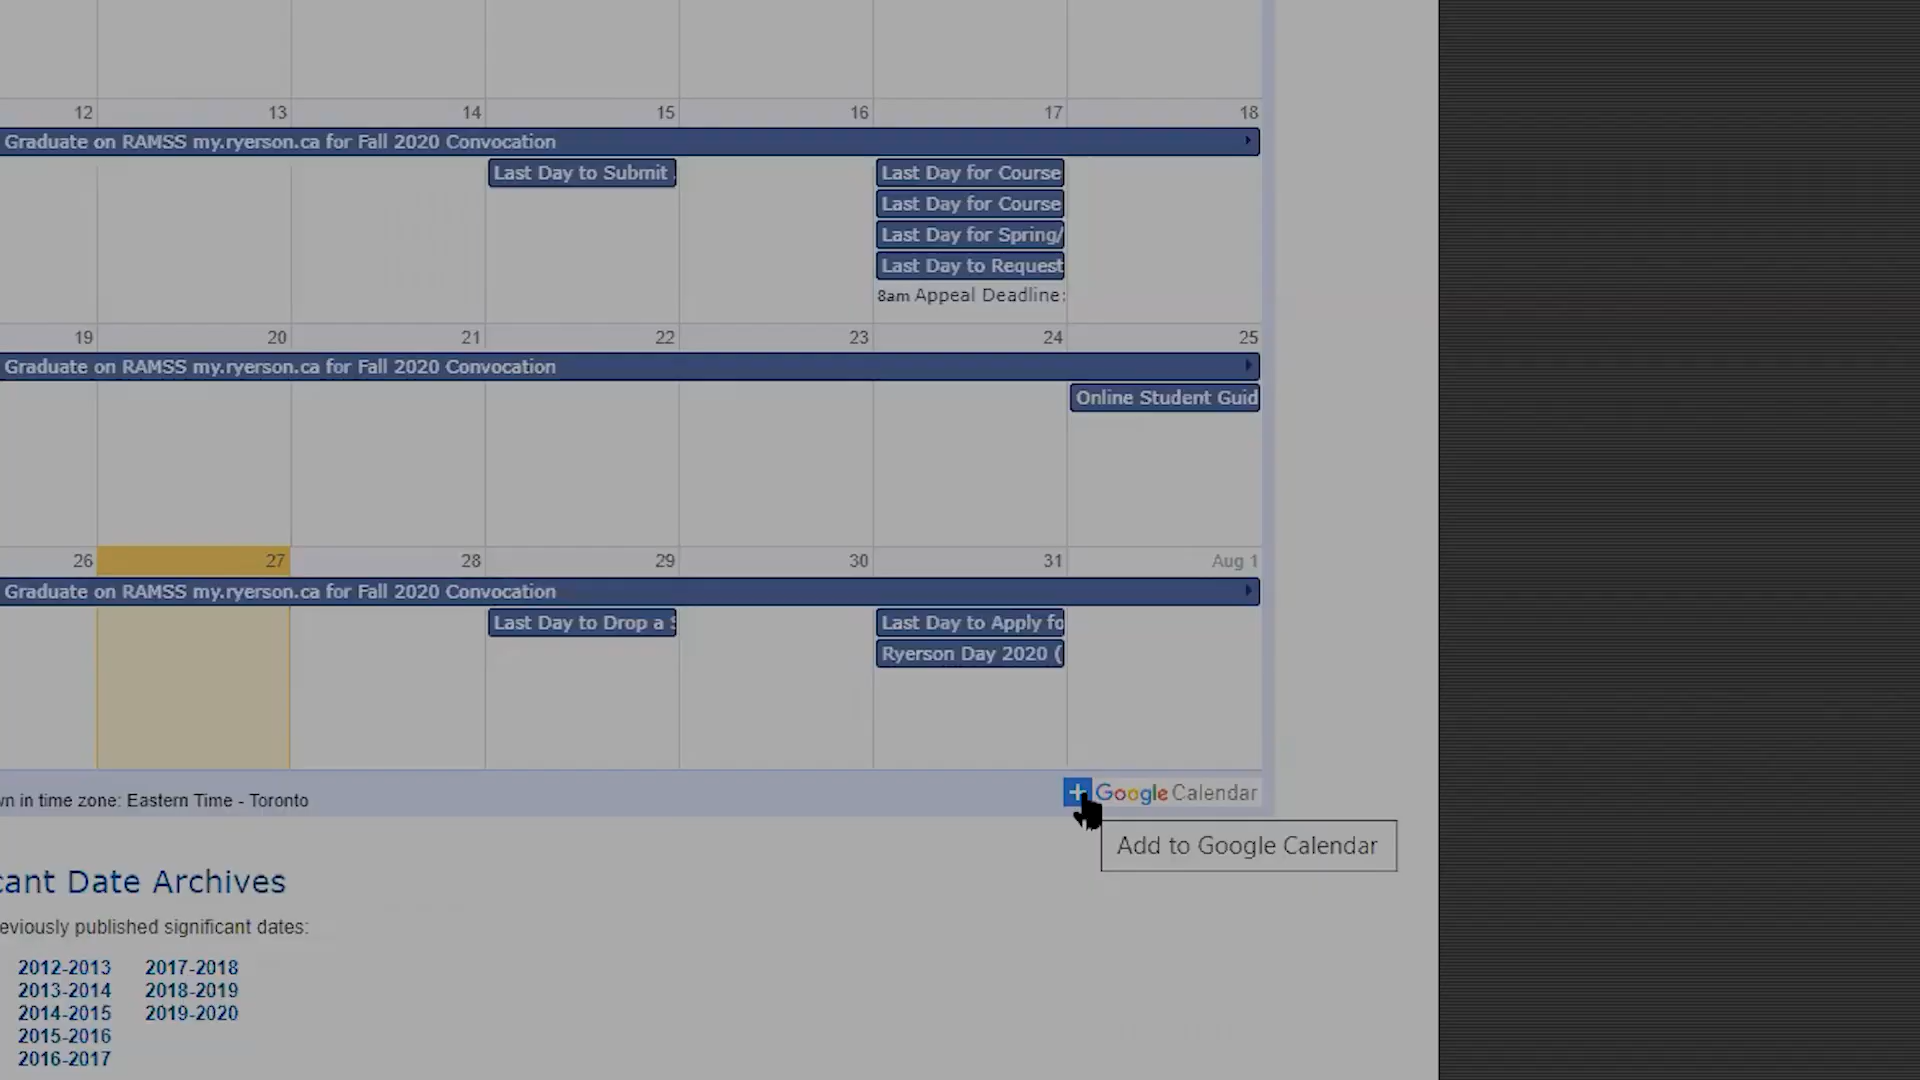 12 13 14 15 16 17 18
Graduate on RAMSS my.ryerson.ca for Fall 2020 Convocation
Last Day to Submit
Last Day for Course
Last Day for Course
Last Day for Spring/
Last Day to Request
8am Appeal Deadline:
19 20 21 22 23 24 25
Graduate on RAMSS my.ryerson.ca for Fall 2020 Convocation
Online Student Guid
26 27 28 29 30 31 Aug 1
Graduate on RAMSS my.ryerson.ca for Fall 2020 Convocation
Last Day to Drop a
Last Day to Apply fo
Ryerson Day 2020 (
wn in time zone: Eastern Time - Toronto
+ Google Calendar
Add to Google Calendar
cant Date Archives
eviously published significant dates:
2012-2013 2017-2018
2013-2014 2018-2019
2014-2015 2019-2020
2015-2016
2016-2017